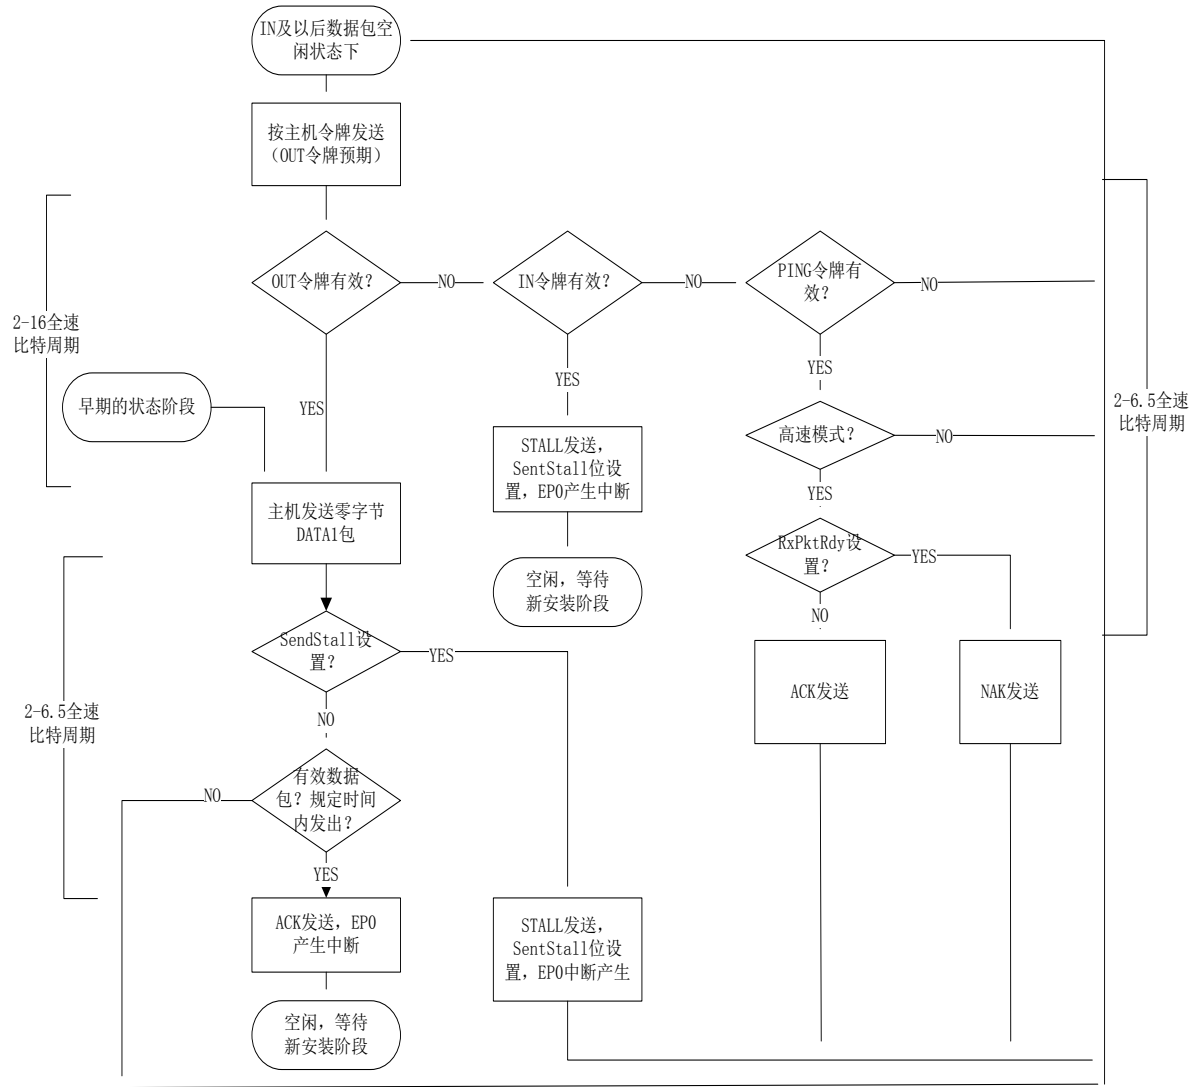 IN及以后数据包空
闲状态下
按主机令牌发送
（OUT令牌预期）
OUT令牌有效？
NO
IN令牌有效？
NO
PING令牌有
效？
NO
2-16全速
比特周期
YES
YES
YES
早期的状态阶段
高速模式？
NO
2-6.5全速
比特周期
STALL发送，
SentStall位设
置，EP0产生中断
YES
主机发送零字节
DATA1包
RxPktRdy设
置？
YES
空闲，等待
新安装阶段
NO
SendStall设
置？
YES
ACK发送
NAK发送
2-6.5全速
比特周期
NO
有效数据
包？规定时间
内发出？
NO
YES
ACK发送，EP0
产生中断
STALL发送，
SentStall位设
置，EP0中断产生
空闲，等待
新安装阶段